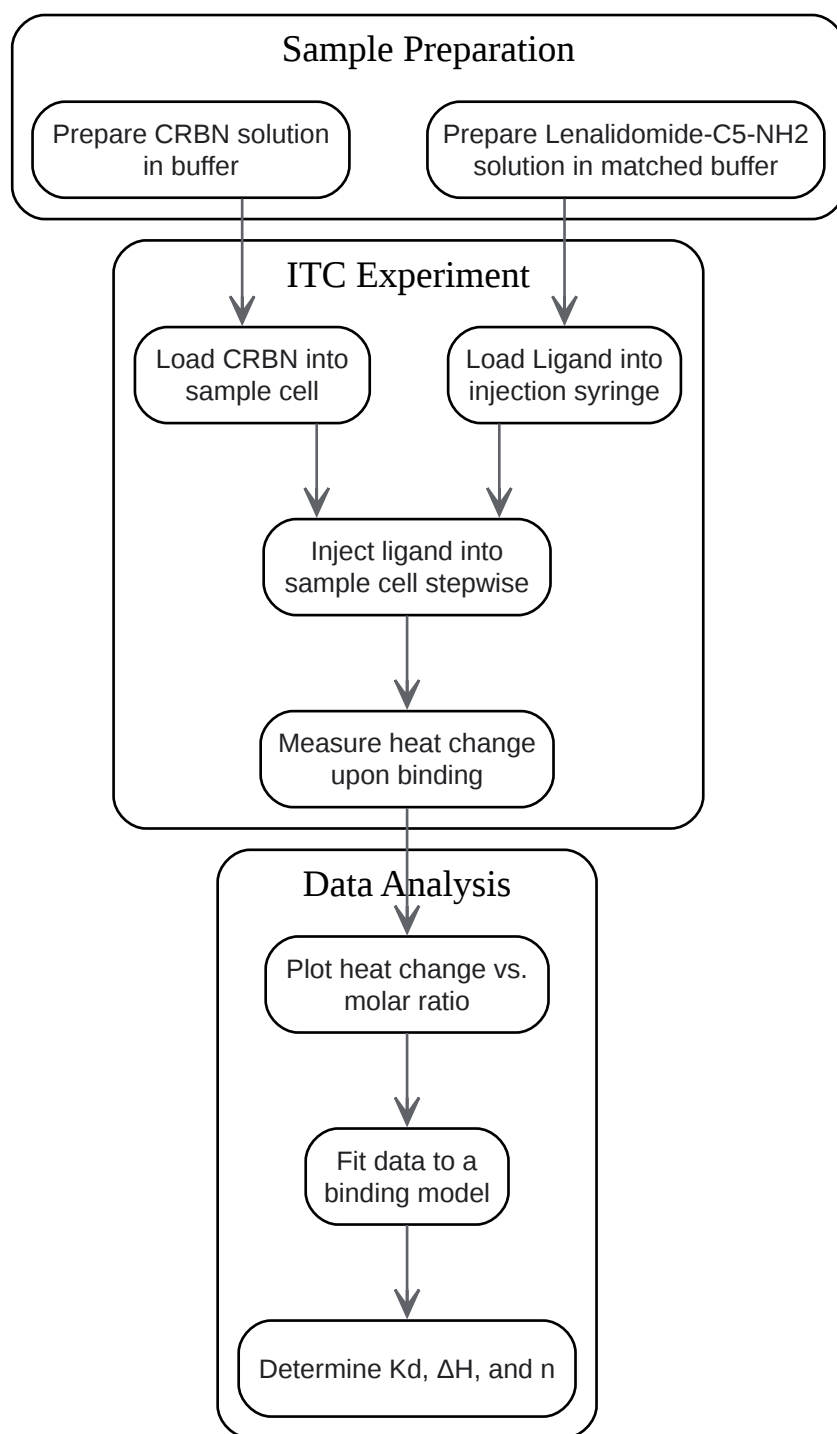 Sample Preparation
Prepare CRBN solution
in buffer
Prepare Lenalidomide-C5-NH2
solution in matched buffer
ITC Experiment
Load CRBN into
sample cell
Load Ligand into
injection syringe
Inject ligand into
sample cell stepwise
Measure heat change
upon binding
Data Analysis
Plot heat change vs.
molar ratio
Fit data to a
binding model
Determine Kd, ΔH, and n